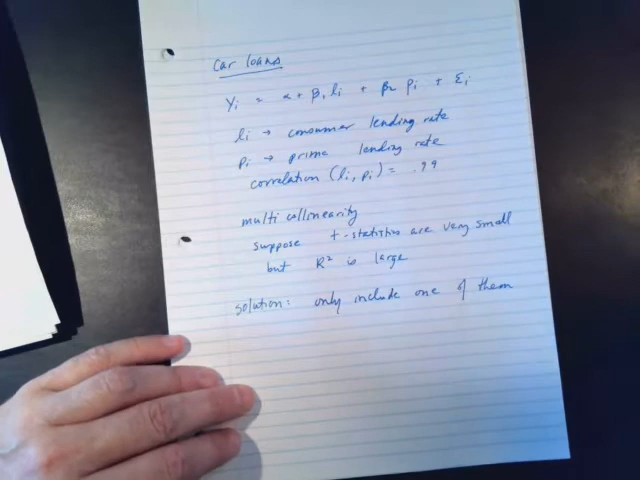 car loans
Yi = α + β1 li + β2 pi + Ei
li → consumer lending rate
pi → prime lending rate
correlation (li, pi) = .99
multicollinearity
suppose t-statistics are very small
but R² is large
solution: only include one of them